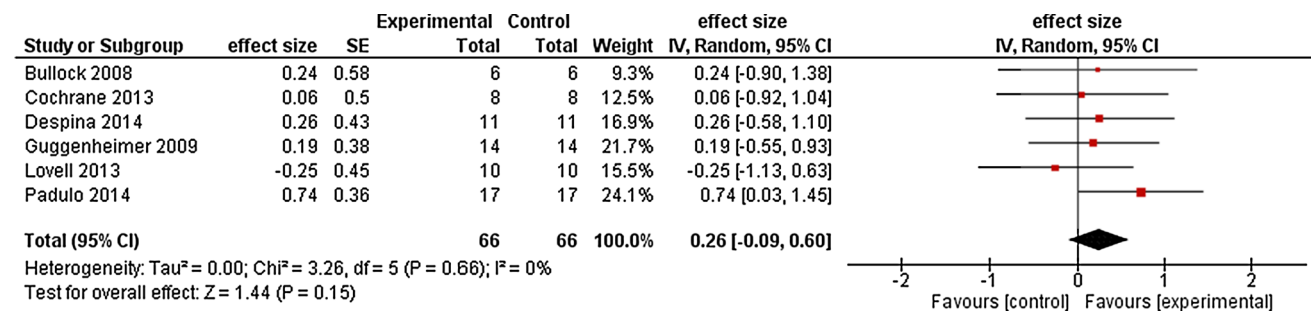 Experimental Control effect size effect size
Study or Subgroup effect size SE Total Total Weight IV, Random, 95% CI IV, Random, 95% CI
Bullock 2008 0.24 0.58 6 6 9.3% 0.24 [-0.90, 1.38]
Cochrane 2013 0.06 0.5 8 8 12.5% 0.06 [-0.92, 1.04]
Despina 2014 0.26 0.43 11 11 16.9% 0.26 [-0.58, 1.10]
Guggenheimer 2009 0.19 0.38 14 14 21.7% 0.19 [-0.55, 0.93]
Lovell 2013 -0.25 0.45 10 10 15.5% -0.25 [-1.13, 0.63]
Padulo 2014 0.74 0.36 17 17 24.1% 0.74 [0.03, 1.45]
Total (95% CI) 66 66 100.0% 0.26 [-0.09, 0.60]
Heterogeneity: Tau² = 0.00; Chi² = 3.26, df = 5 (P = 0.66); I² = 0%
Test for overall effect: Z = 1.44 (P = 0.15)
-2 -1 0 1 2
Favours [control] Favours [experimental]